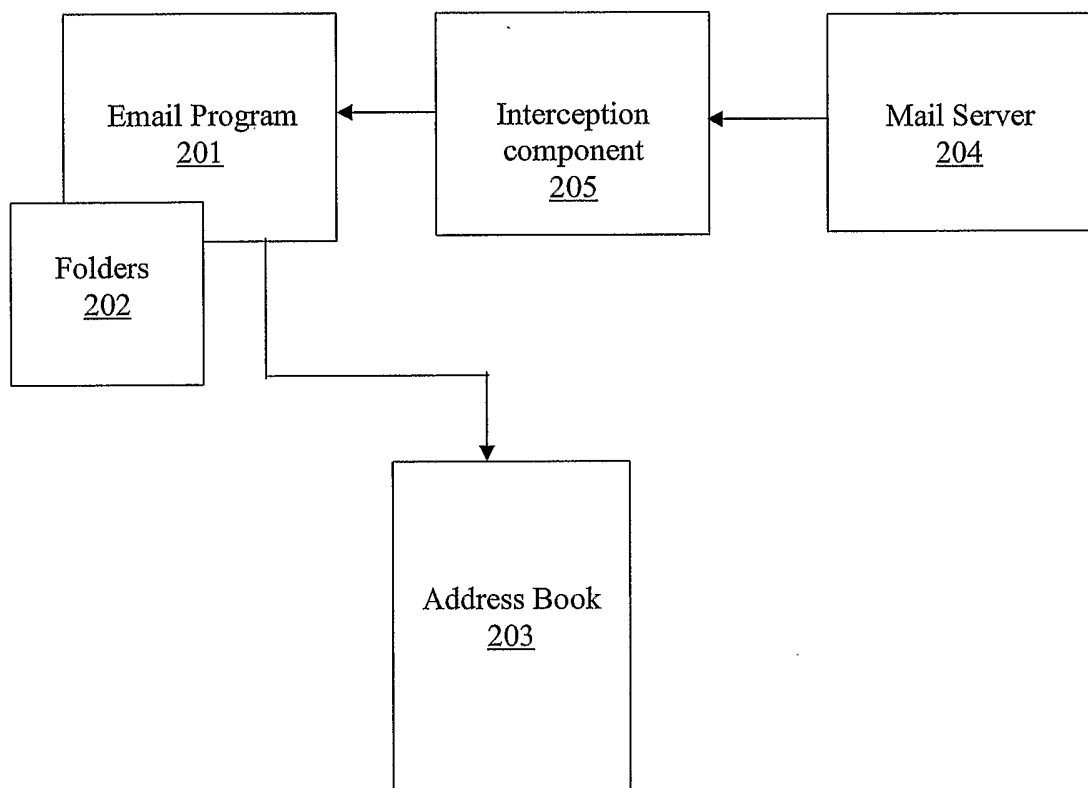 Email Program
201
Interception
component
205
Mail Server
204
Folders
202
Address Book
203